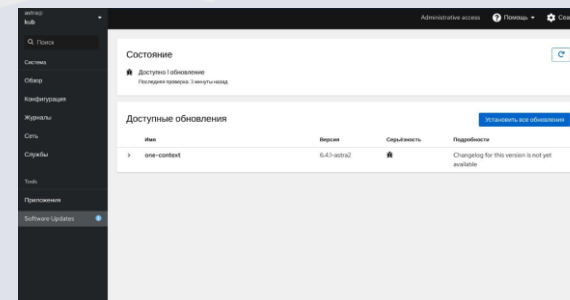 kub
Administrative access
Помощь
Поиск
Система
Обзор
Конфигурация
Журналы
Сеть
Службы
Tools
Приложения
Software Updates
Состояние
Доступно 1 обновление
Последняя проверка: 3 минуты назад
Доступные обновления
Установить все обновления
Имя Версия Серьёзность Подробности
one-context 6.4.1-astra2 Changelog for this version is not yet
available